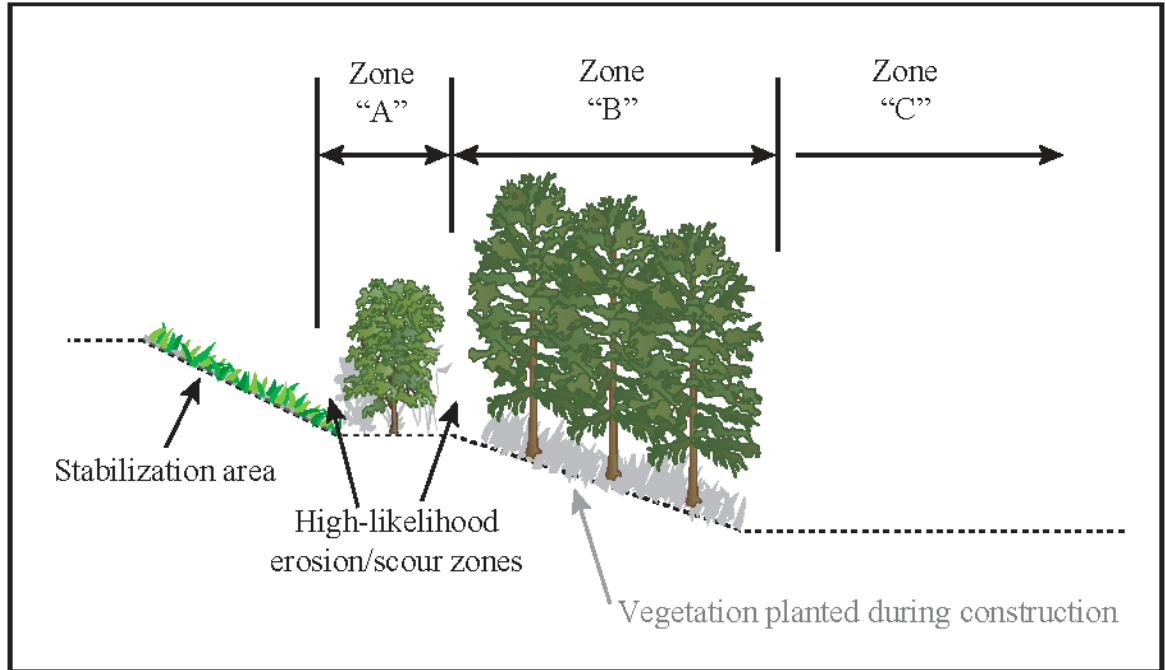 Zone
“A”
Zone
“B”
Zone
“C”
Stabilization area
High-likelihood
erosion/scour zones
Vegetation planted during construction